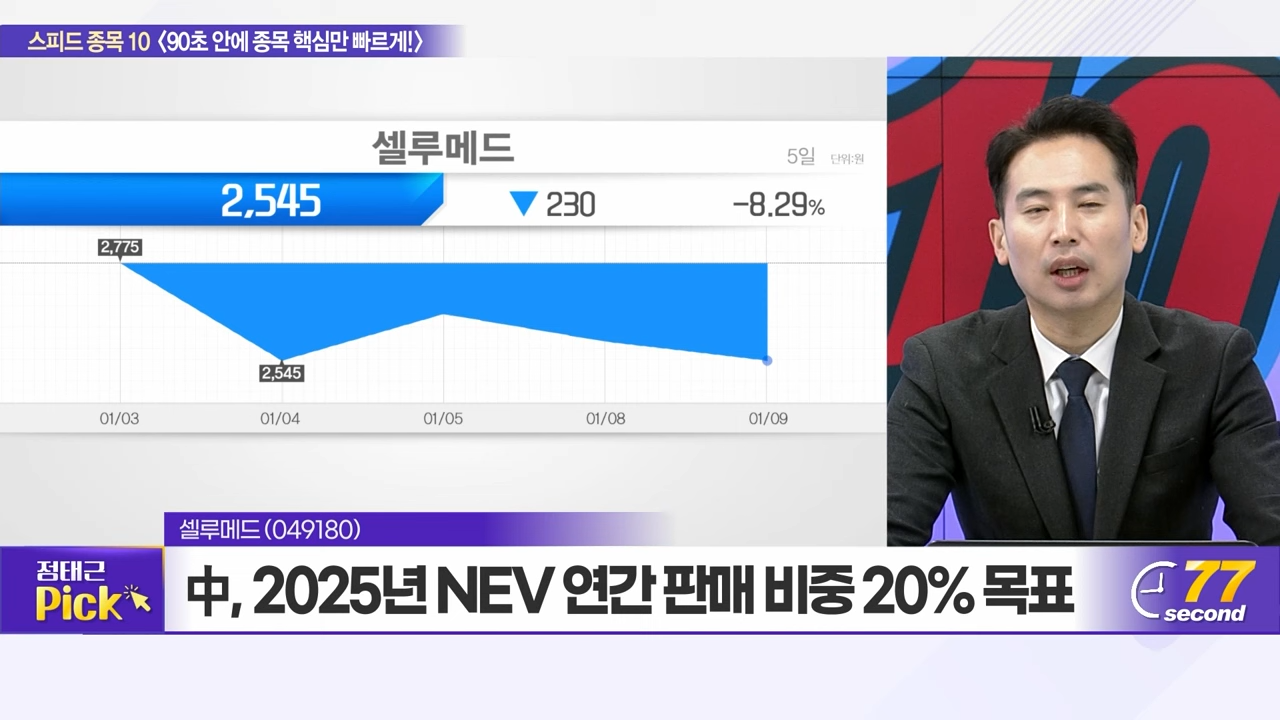 스피드 종목 10 <90초 안에 종목 핵심만 빠르게!>
셀루메드
5일 단위:원
2,545 ▼ 230 -8.29%
2,775
2,545
01/03 01/04 01/05 01/08 01/09
10
셀루메드 (049180)
정태근
Pick
中, 2025년 NEV 연간 판매 비중 20% 목표
77
second